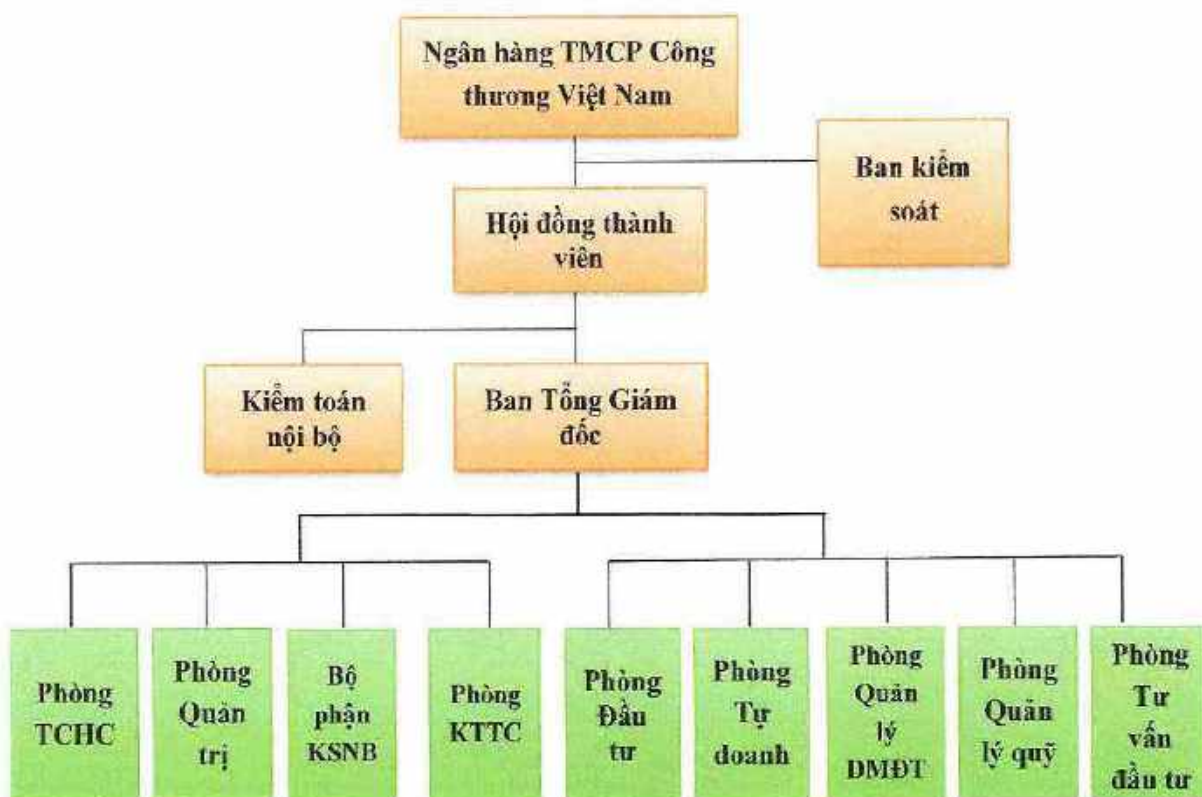 Ngân hàng TMCP Công
thương Việt Nam
Ban kiểm
soát
Hội đồng thành
viên
Kiểm toán
nội bộ
Ban Tổng Giám
đốc
Phòng
TCHC
Phòng
Quản
trị
Bộ
phận
KSNB
Phòng
KTTC
Phòng
Đầu
tư
Phòng
Tự
doanh
Phòng
Quản
lý
DMĐT
Phòng
Quản
lý quỹ
Phòng
Tư
vấn
đầu tư